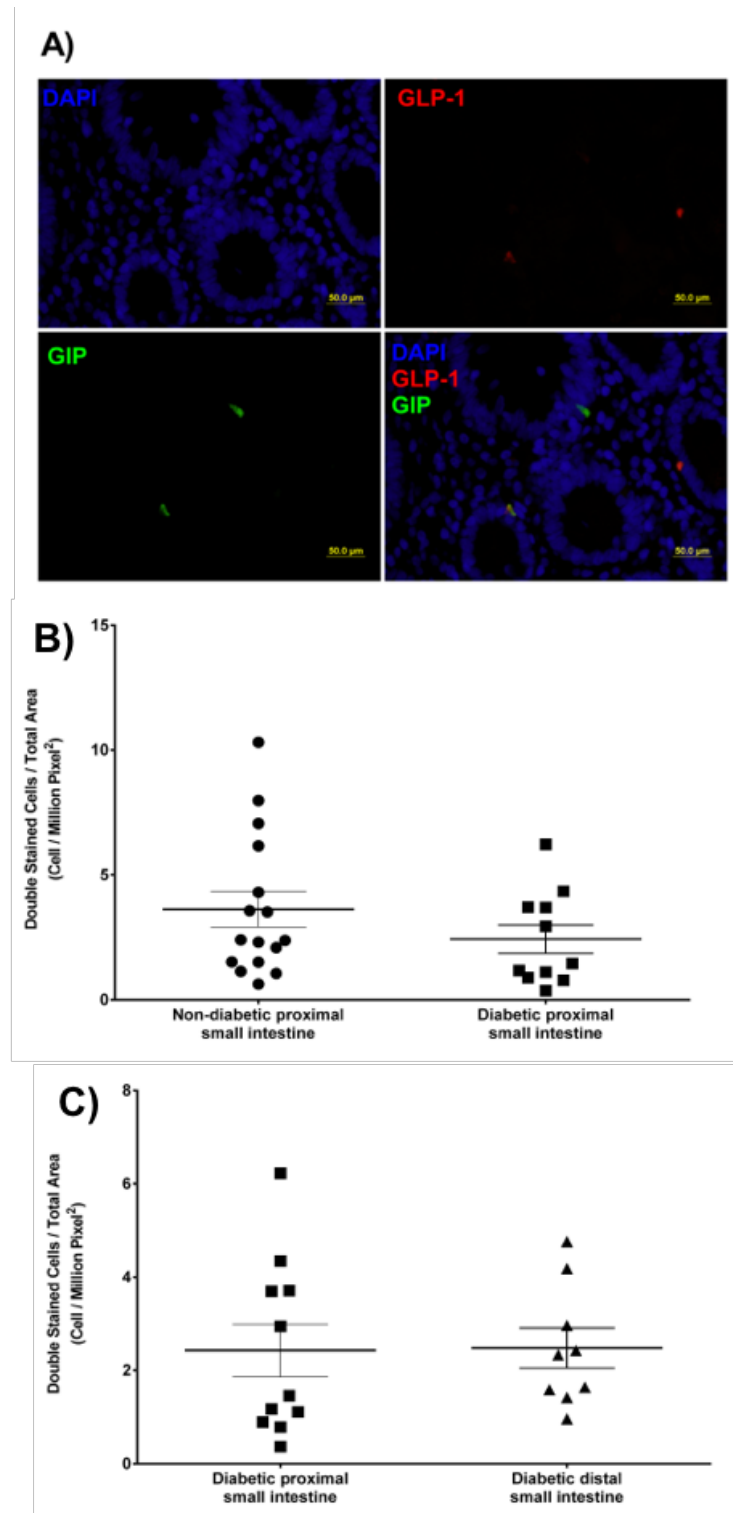 A)
DAPI
GLP-1
50.0 µm
50.0 µm
GIP
DAPI
GLP-1
GIP
50.0 µm
50.0 µm
B)
Double Stained Cells / Total Area
(Cell / Million Pixel²)
15
10
5
0
Non-diabetic proximal
small intestine
Diabetic proximal
small intestine
C)
Double Stained Cells / Total Area
(Cell / Million Pixel²)
8
6
4
2
0
Diabetic proximal
small intestine
Diabetic distal
small intestine